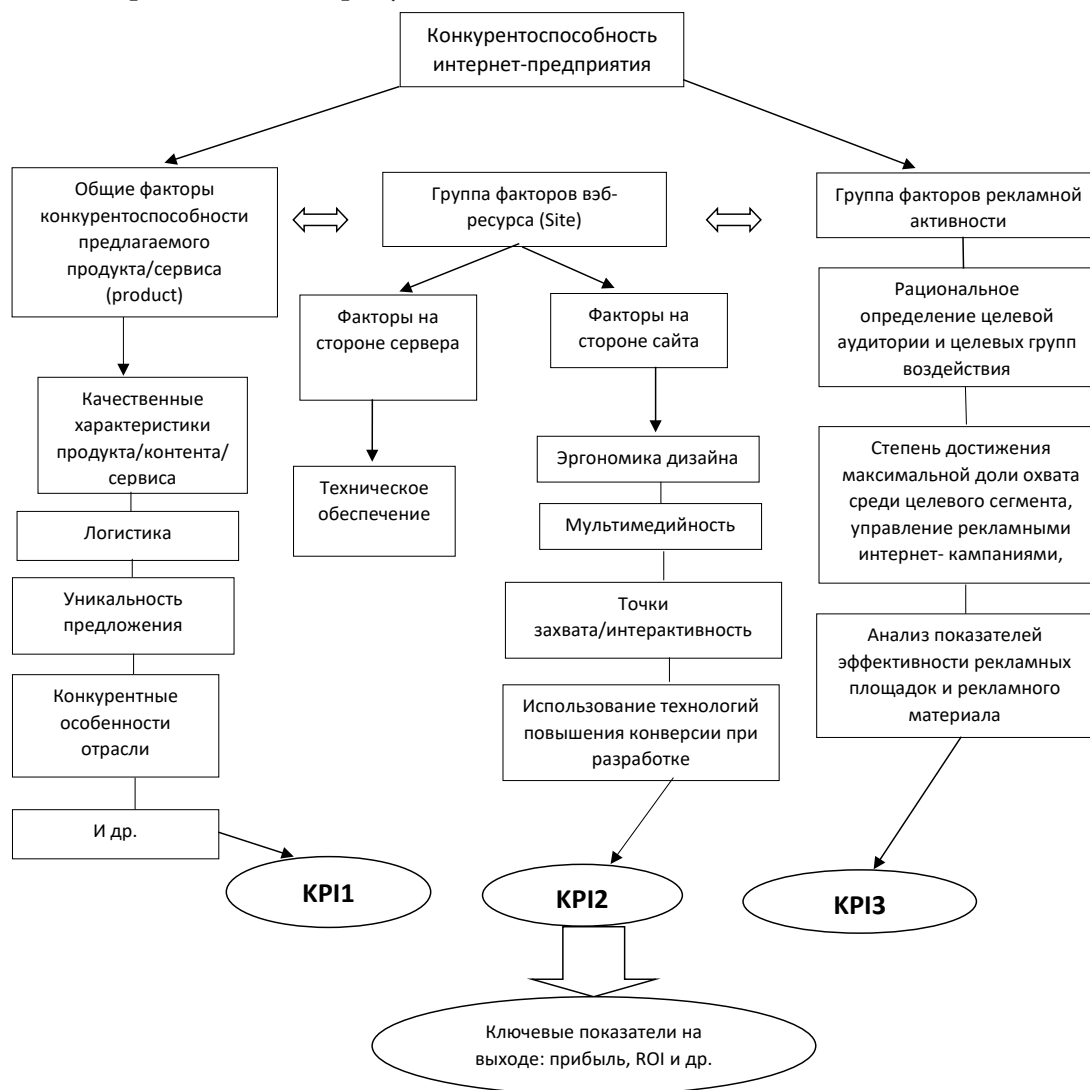 Конкурентоспособность
интернет-предприятия
Общие факторы
конкурентоспособности
предлагаемого
продукта/сервиса
(product)
Группа факторов вэб-
ресурса (Site)
Группа факторов рекламной
активности
Факторы на
стороне сервера
Факторы на
стороне сайта
Рациональное
определение целевой
аудитории и целевых групп
воздействия
Качественные
характеристики
продукта/контента/
сервиса
Техническое
обеспечение
Эргономика дизайна
Степень достижения
максимальной доли охвата
среди целевого сегмента,
управление рекламными
интернет- кампаниями,
Логистика
Мультимедийность
Уникальность
предложения
Точки
захвата/интерактивность
Анализ показателей
эффективности рекламных
площадок и рекламного
материала
Конкурентные
особенности
отрасли
Использование технологий
повышения конверсии при
разработке
И др.
KPI1
KPI2
KPI3
Ключевые показатели на
выходе: прибыль, ROI и др.